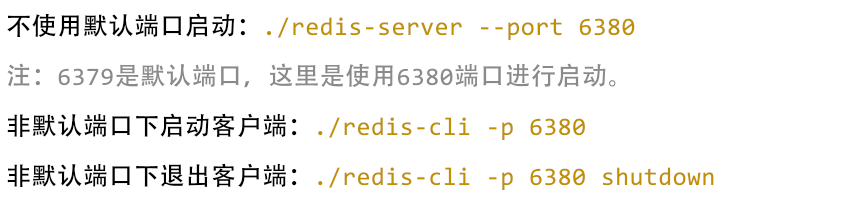 不使用默认端口启动：./redis-server --port 6380
注：6379是默认端口，这里是使用6380端口进行启动。
非默认端口下启动客户端：./redis-cli -p 6380
非默认端口下退出客户端：./redis-cli -p 6380 shutdown